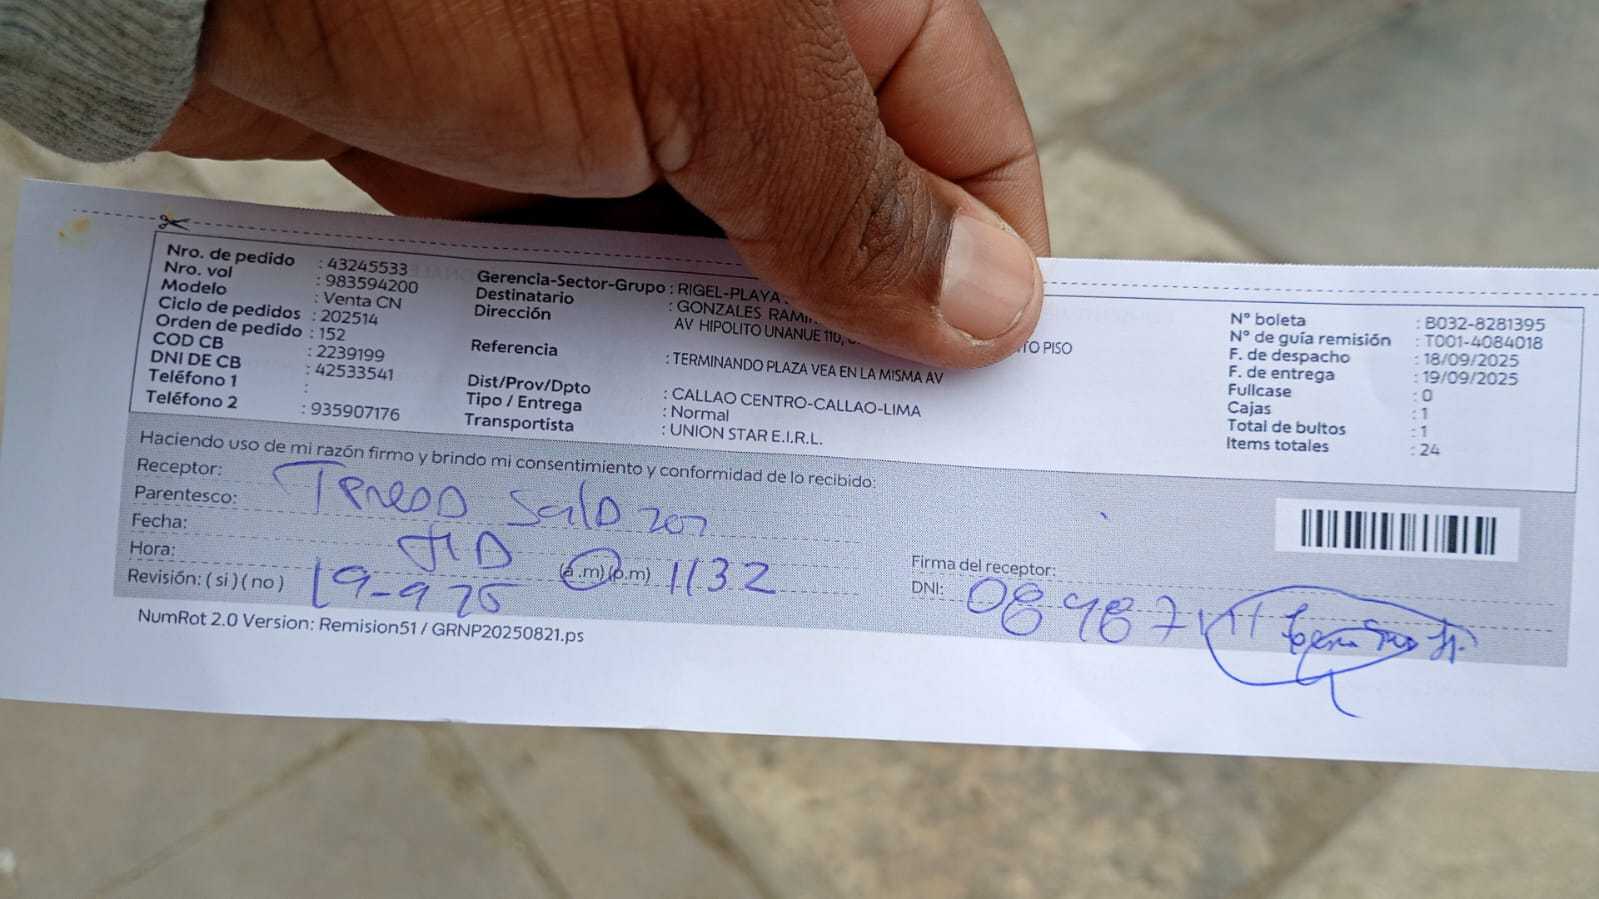 Nro. de pedido : 43245533
Nro. vol : 983594200
Modelo : Venta CN
Ciclo de pedidos : 202514
Orden de pedido : 152
COD CB : 2239199
DNI DE CB : 42533541
Teléfono 1 :
Teléfono 2 : 935907176
Gerencia-Sector-Grupo : RIGEL-PLAYA
Destinatario : GONZALES
Dirección AV HIPOLITO UNANUE 110, PISO
Referencia : TERMINANDO PLAZA VEA EN LA MISMA AV
Dist/Prov/Dpto : CALLAO CENTRO-CALLAO-LIMA
Tipo / Entrega : Normal
Transportista : UNION STAR E.I.R.L.
N° boleta : B032-8281395
N° de guía remisión : T001-4084018
F. de despacho : 18/09/2025
F. de entrega : 19/09/2025
Fullcase : 0
Cajas : 1
Total de bultos : 1
Items totales : 24
Haciendo uso de mi razón firmo y brindo mi consentimiento y conformidad de lo recibido:
Receptor:
Parentesco:
Fecha:
Hora: (a.m) (p.m) 1132
Revisión: ( si ) ( no ) 19-9 25
Firma del receptor:
DNI:
NumRot 2.0 Version: Remision51 / GRNP20250821.ps